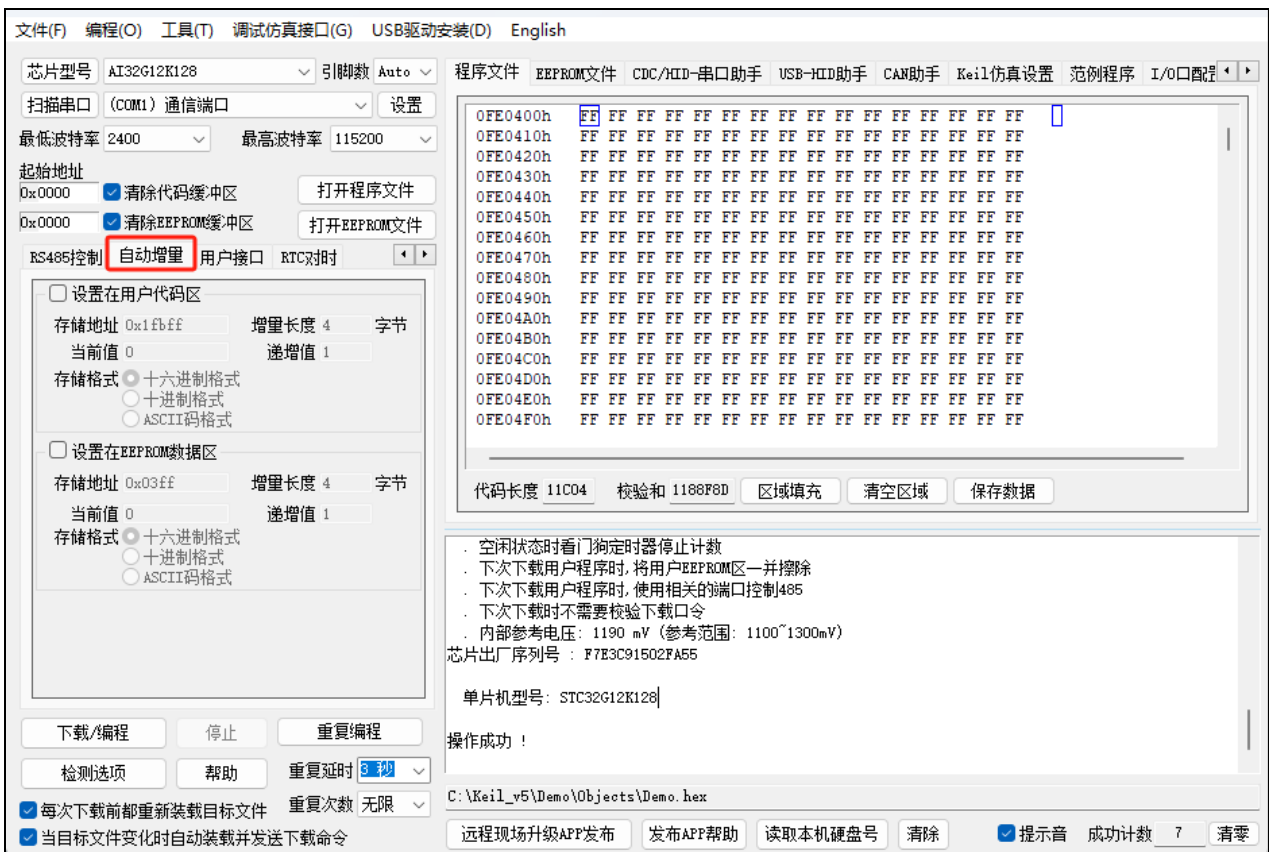 文件(F) 编程(O) 工具(T) 调试仿真接口(G) USB驱动安装(D) English
芯片型号 AI32G12K128 引脚数 Auto
扫描串口 (COM1) 通信端口 设置
最低波特率 2400 最高波特率 115200
起始地址
0x0000 清除代码缓冲区 打开程序文件
0x0000 清除EEPROM缓冲区 打开EEPROM文件
RS485控制 自动增量 用户接口 RTC对时
设置在用户代码区
存储地址 0x1fbff 增量长度 4 字节
当前值 0 递增值 1
存储格式 十六进制格式
十进制格式
ASCII码格式
设置在EEPROM数据区
存储地址 0x03ff 增量长度 4 字节
当前值 0 递增值 1
存储格式 十六进制格式
十进制格式
ASCII码格式
下载/编程 停止 重复编程
检测选项 帮助 重复延时 3 秒
每次下载前都重新装载目标文件 重复次数 无限
当目标文件变化时自动装载并发送下载命令
程序文件 EEPROM文件 CDC/HID-串口助手 USB-HID助手 CAN助手 Keil仿真设置 范例程序 I/O口配
0FE0400h FF FF FF FF FF FF FF FF FF FF FF FF FF FF FF FF
0FE0410h FF FF FF FF FF FF FF FF FF FF FF FF FF FF FF FF
0FE0420h FF FF FF FF FF FF FF FF FF FF FF FF FF FF FF FF
0FE0430h FF FF FF FF FF FF FF FF FF FF FF FF FF FF FF FF
0FE0440h FF FF FF FF FF FF FF FF FF FF FF FF FF FF FF FF
0FE0450h FF FF FF FF FF FF FF FF FF FF FF FF FF FF FF FF
0FE0460h FF FF FF FF FF FF FF FF FF FF FF FF FF FF FF FF
0FE0470h FF FF FF FF FF FF FF FF FF FF FF FF FF FF FF FF
0FE0480h FF FF FF FF FF FF FF FF FF FF FF FF FF FF FF FF
0FE0490h FF FF FF FF FF FF FF FF FF FF FF FF FF FF FF FF
0FE04A0h FF FF FF FF FF FF FF FF FF FF FF FF FF FF FF FF
0FE04B0h FF FF FF FF FF FF FF FF FF FF FF FF FF FF FF FF
0FE04C0h FF FF FF FF FF FF FF FF FF FF FF FF FF FF FF FF
0FE04D0h FF FF FF FF FF FF FF FF FF FF FF FF FF FF FF FF
0FE04E0h FF FF FF FF FF FF FF FF FF FF FF FF FF FF FF FF
0FE04F0h FF FF FF FF FF FF FF FF FF FF FF FF FF FF FF FF
代码长度 11C04 校验和 1188F8D 区域填充 清空区域 保存数据
. 空闲状态时看门狗定时器停止计数
. 下次下载用户程序时,将用户EEPROM区一并擦除
. 下次下载用户程序时,使用相关的端口控制485
. 下次下载时不需要校验下载口令
. 内部参考电压: 1190 mV (参考范围: 1100~1300mV)
芯片出厂序列号 : F7E3C91502FA55
单片机型号: STC32G12K128
操作成功 !
C:\Keil_v5\Demo\Objects\Demo.hex
远程现场升级APP发布 发布APP帮助 读取本机硬盘号 清除 提示音 成功计数 7 清零